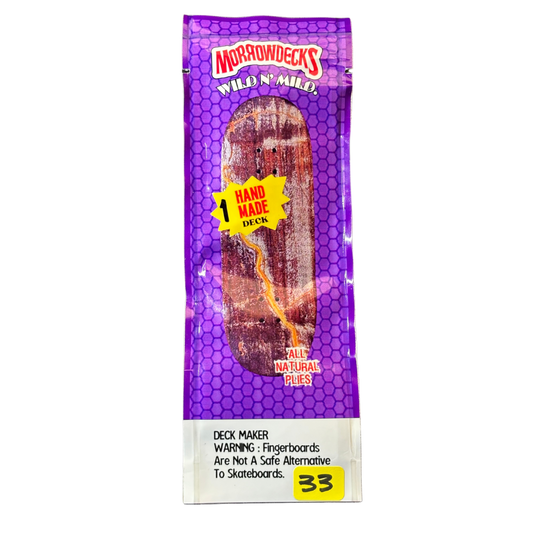 MORROWDECKS
WILD N' MILD.
1
HAND
MADE
DECK
ALL
NATURAL
PLIES
DECK MAKER
WARNING : Fingerboards
Are Not A Safe Alternative
To Skateboards.
33